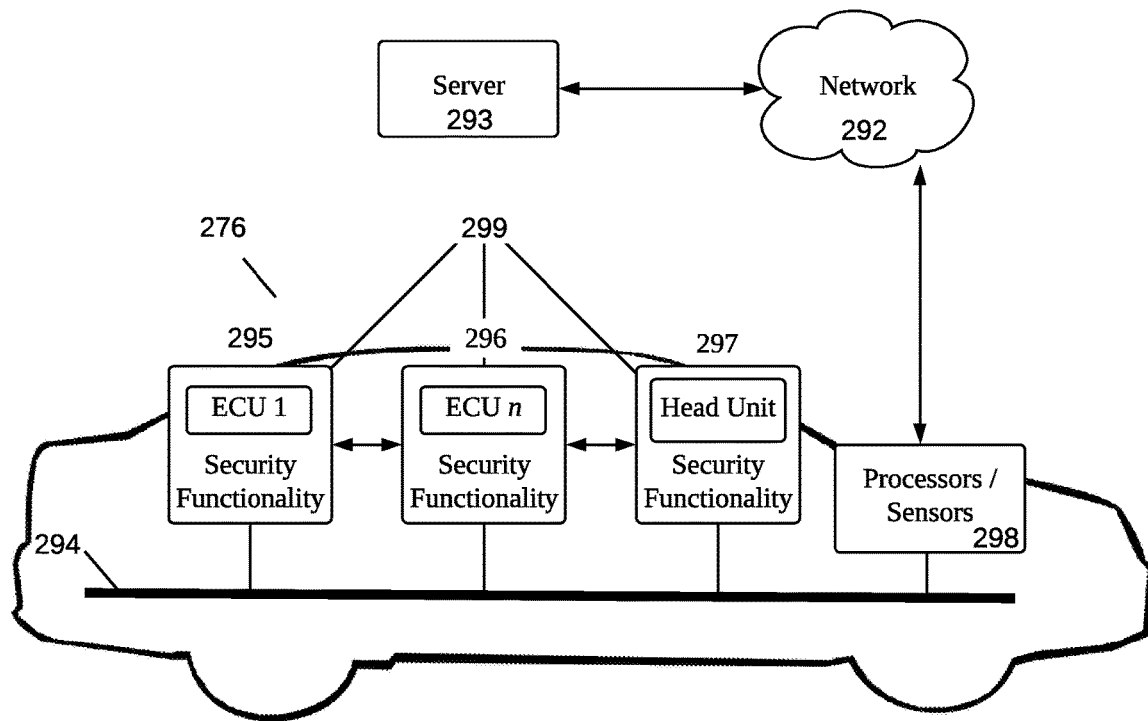 Server
293
Network
292
276
299
295
296
297
ECU 1
Security
Functionality
ECU n
Security
Functionality
Head Unit
Security
Functionality
Processors /
Sensors
298
294